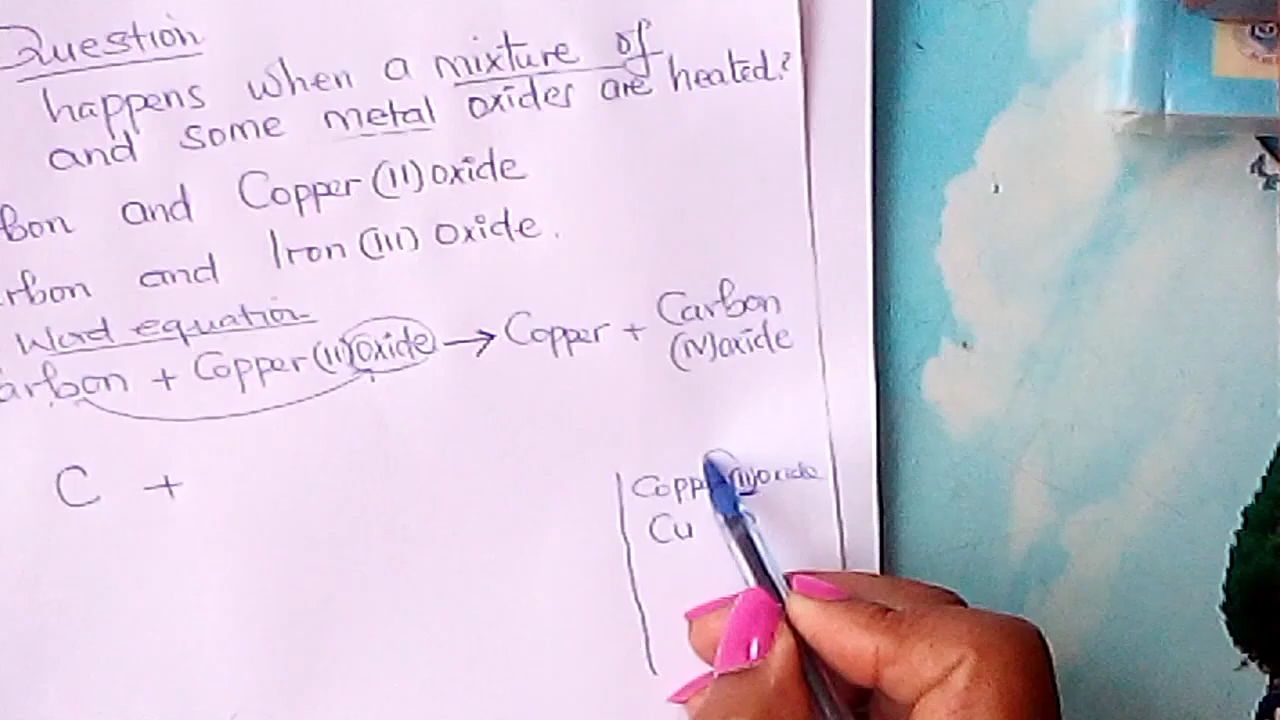 Question
happens when a mixture of
and some metal oxides are heated?
bon and Copper (II) oxide
rbon and Iron (III) oxide.
Word equation
arbon + Copper (II) oxide → Copper + Carbon (IV) oxide
C +
Copp (II) oxide
Cu